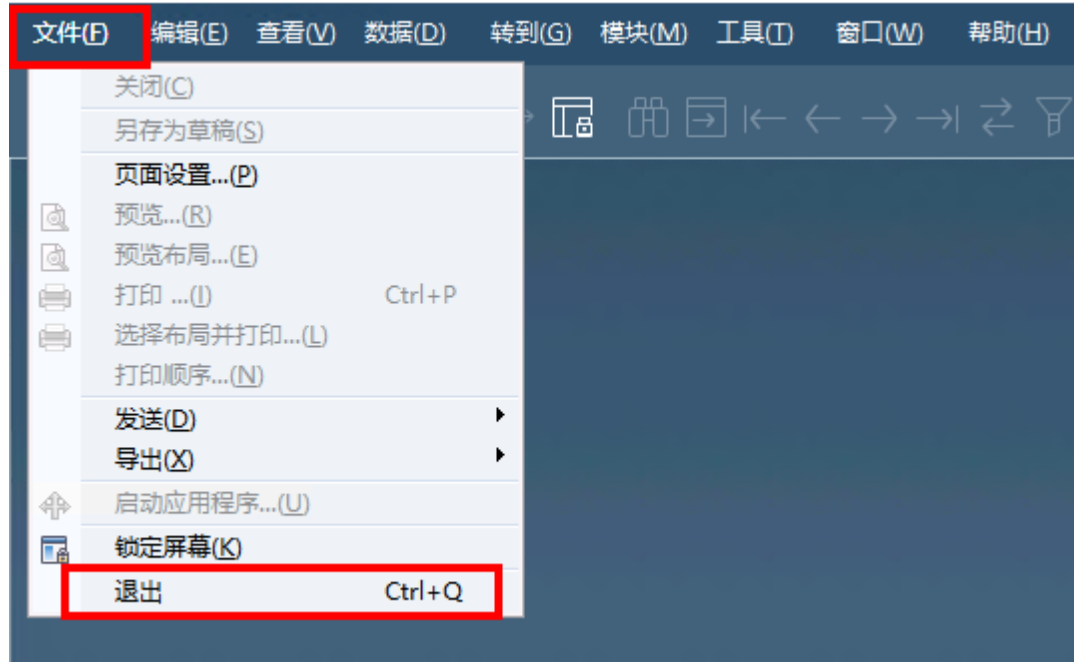 文件(F) 编辑(E) 查看(V) 数据(D) 转到(G) 模块(M) 工具(T) 窗口(W) 帮助(H)
关闭(C)
另存为草稿(S)
页面设置...(P)
预览...(R)
预览布局...(E)
打印 ...(I) Ctrl+P
选择布局并打印...(L)
打印顺序...(N)
发送(D)
导出(X)
启动应用程序...(U)
锁定屏幕(K)
退出 Ctrl+Q